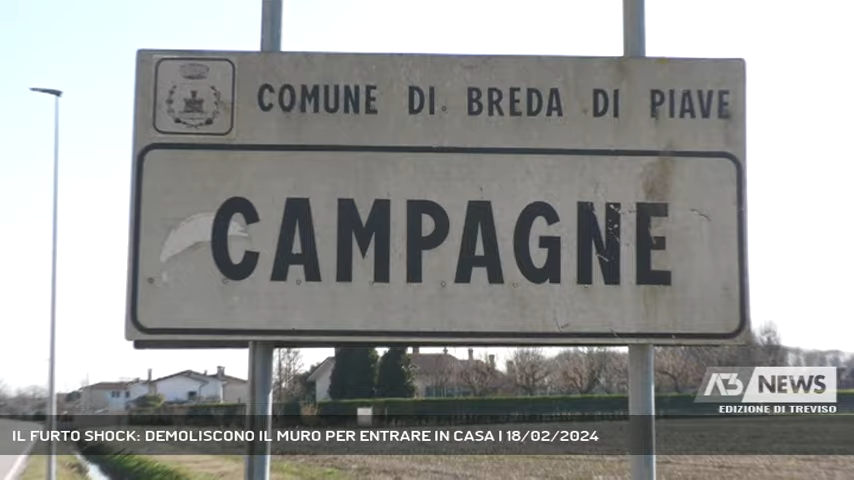 COMUNE DI BREDA DI PIAVE
CAMPAGNE
A3 NEWS
EDIZIONE DI TREVISO
IL FURTO SHOCK: DEMOLISCONO IL MURO PER ENTRARE IN CASA | 18/02/2024